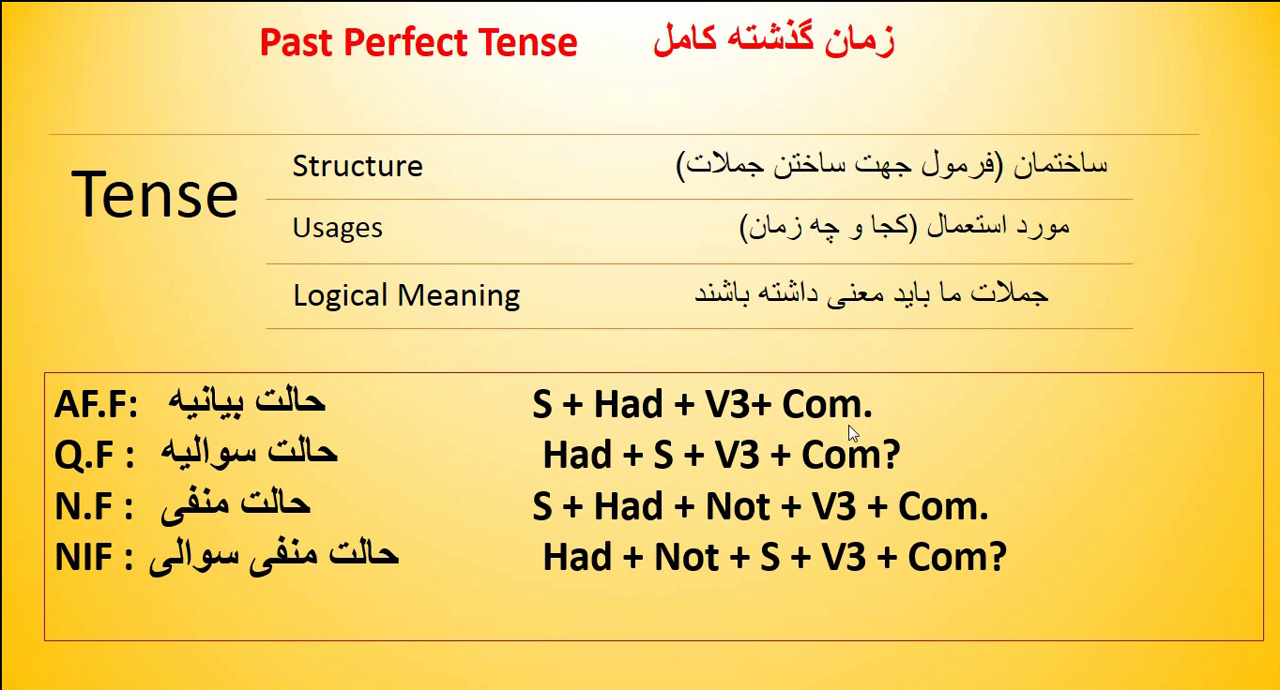 Past Perfect Tense زمان گذشته کامل
Tense
Structure ساختمان (فرمول جهت ساختن جملات)
Usages مورد استعمال (کجا و چه زمان)
Logical Meaning جملات ما باید معنی داشته باشند
AF.F: حالت بیانیه S + Had + V3+ Com.
Q.F : حالت سوالیه Had + S + V3 + Com?
N.F : حالت منفی S + Had + Not + V3 + Com.
NIF : حالت منفی سوالی Had + Not + S + V3 + Com?